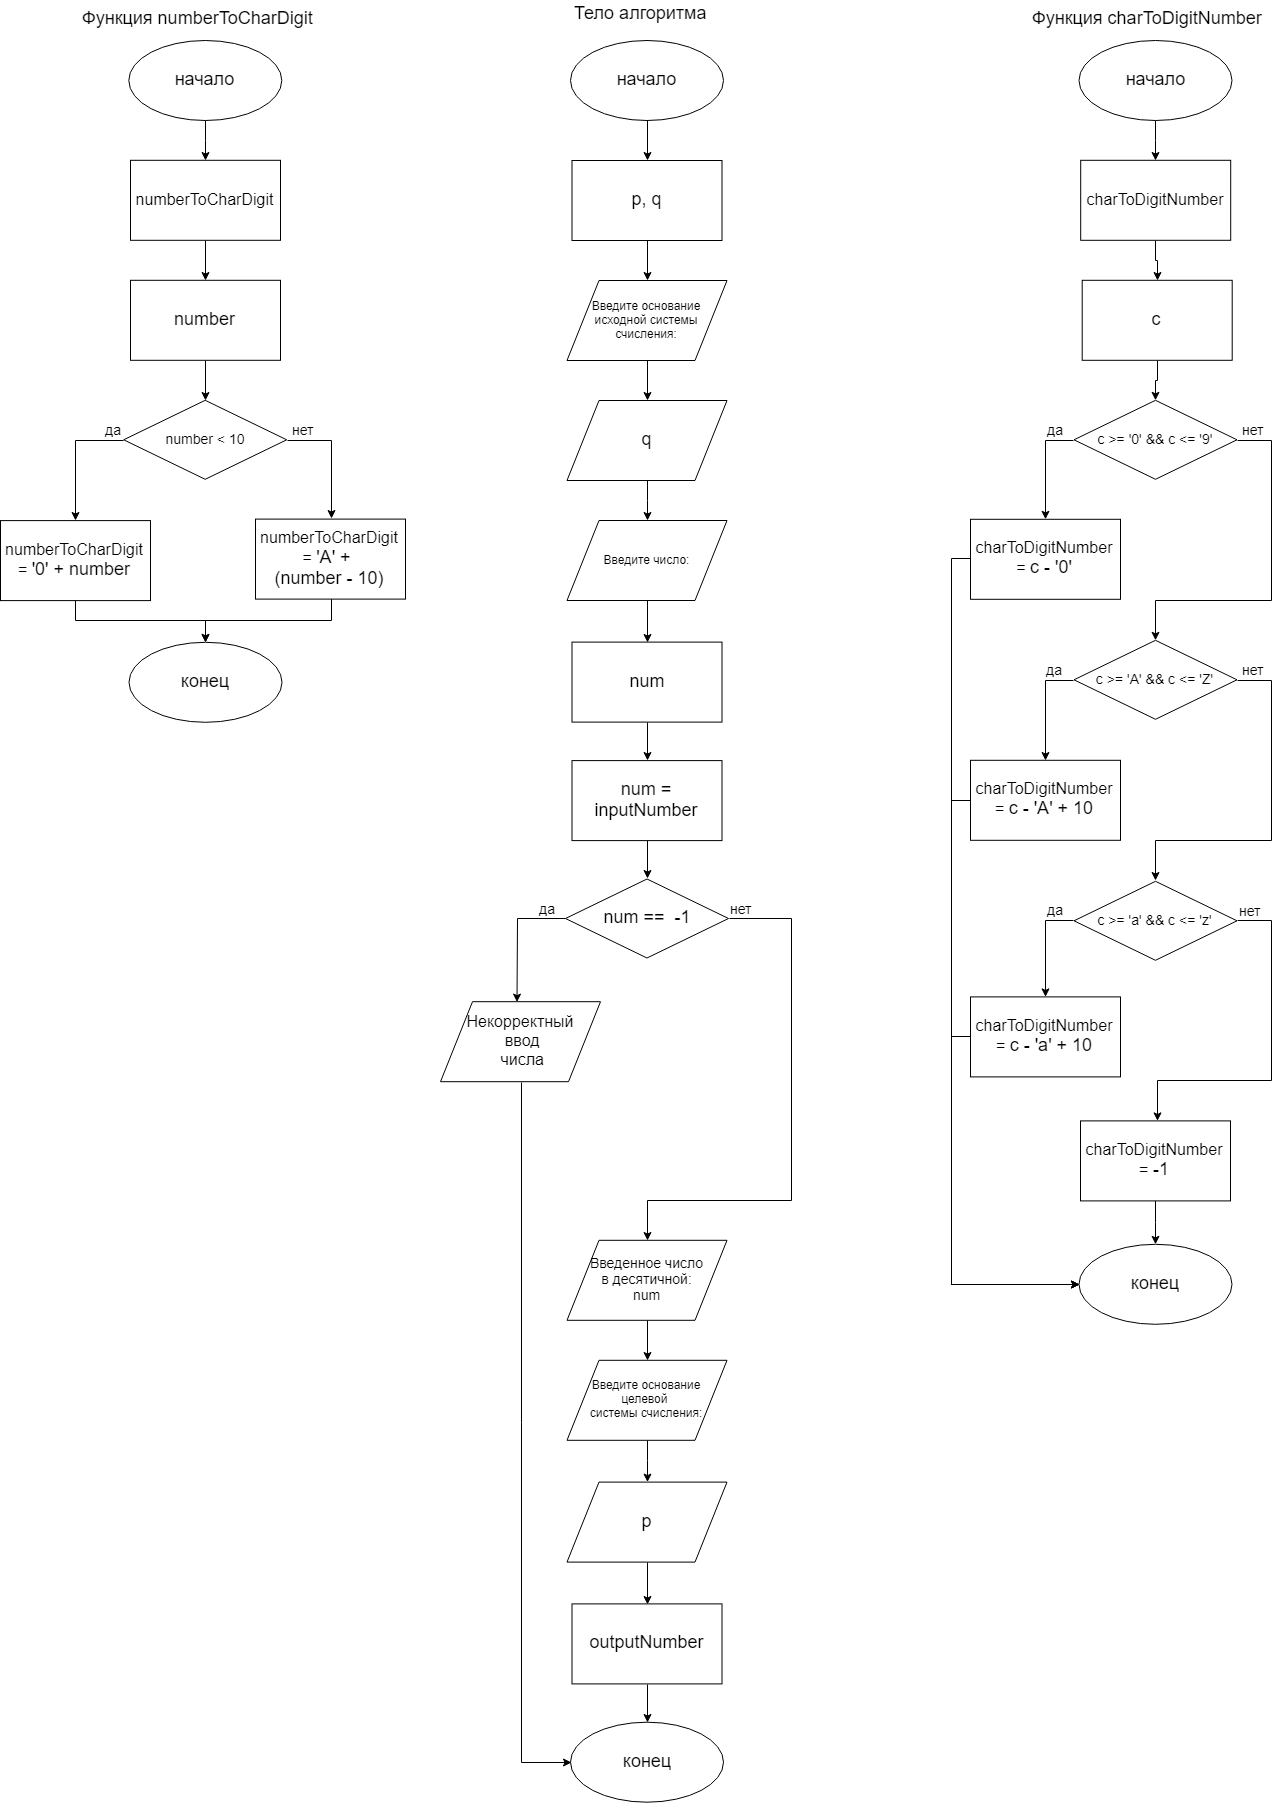 Функция numberToCharDigit
начало
numberToCharDigit
number
number < 10
да
нет
numberToCharDigit
= '0' + number
numberToCharDigit
= 'A' +
(number - 10)
конец
Тело алгоритма
начало
p, q
Введите основание
исходной системы
счисления:
q
Введите число:
num
num =
inputNumber
num == -1
да
нет
Некорректный
ввод
числа
Введенное число
в десятичной:
num
Введите основание
целевой
системы счисления:
p
outputNumber
конец
Функция charToDigitNumber
начало
charToDigitNumber
c
c >= '0' && c <= '9'
да
нет
charToDigitNumber
= c - '0'
c >= 'A' && c <= 'Z'
да
нет
charToDigitNumber
= c - 'A' + 10
c >= 'a' && c <= 'z'
да
нет
charToDigitNumber
= c - 'a' + 10
charToDigitNumber
= -1
конец